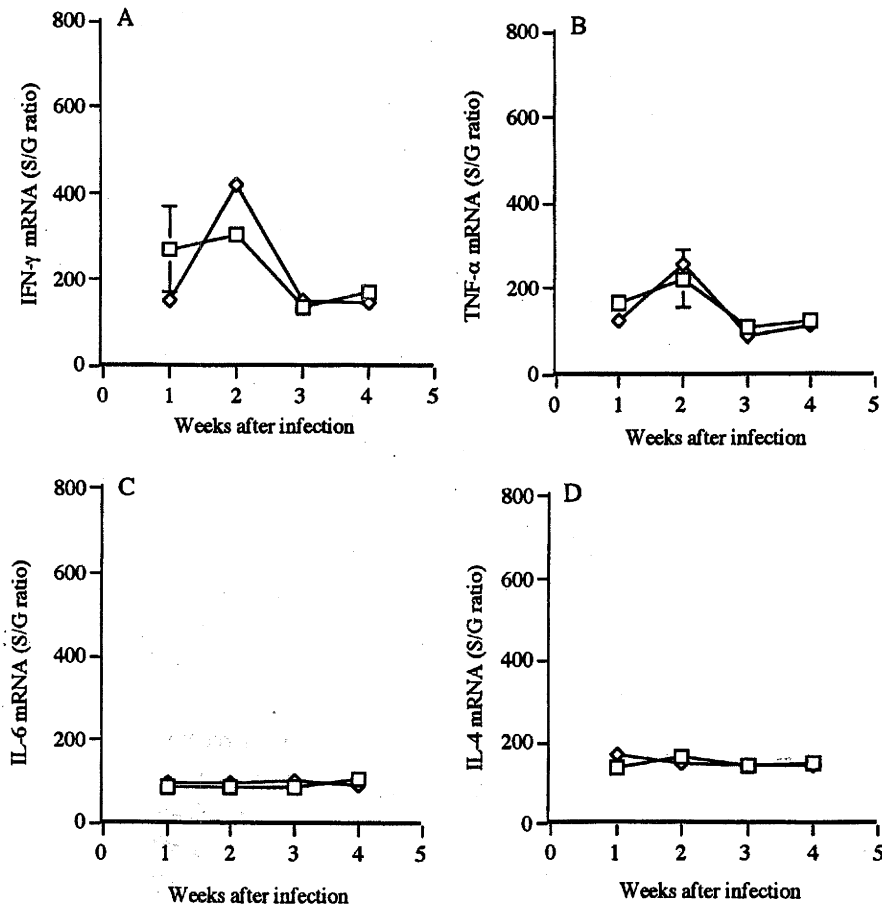 A
IFN-γ mRNA (S/G ratio)
800
600
400
200
0
0 1 2 3 4 5
Weeks after infection
B
TNF-α mRNA (S/G ratio)
800
600
400
200
0
0 1 2 3 4 5
Weeks after infection
C
IL-6 mRNA (S/G ratio)
800
600
400
200
0
0 1 2 3 4 5
Weeks after infection
D
IL-4 mRNA (S/G ratio)
800
600
400
200
0
0 1 2 3 4 5
Weeks after infection